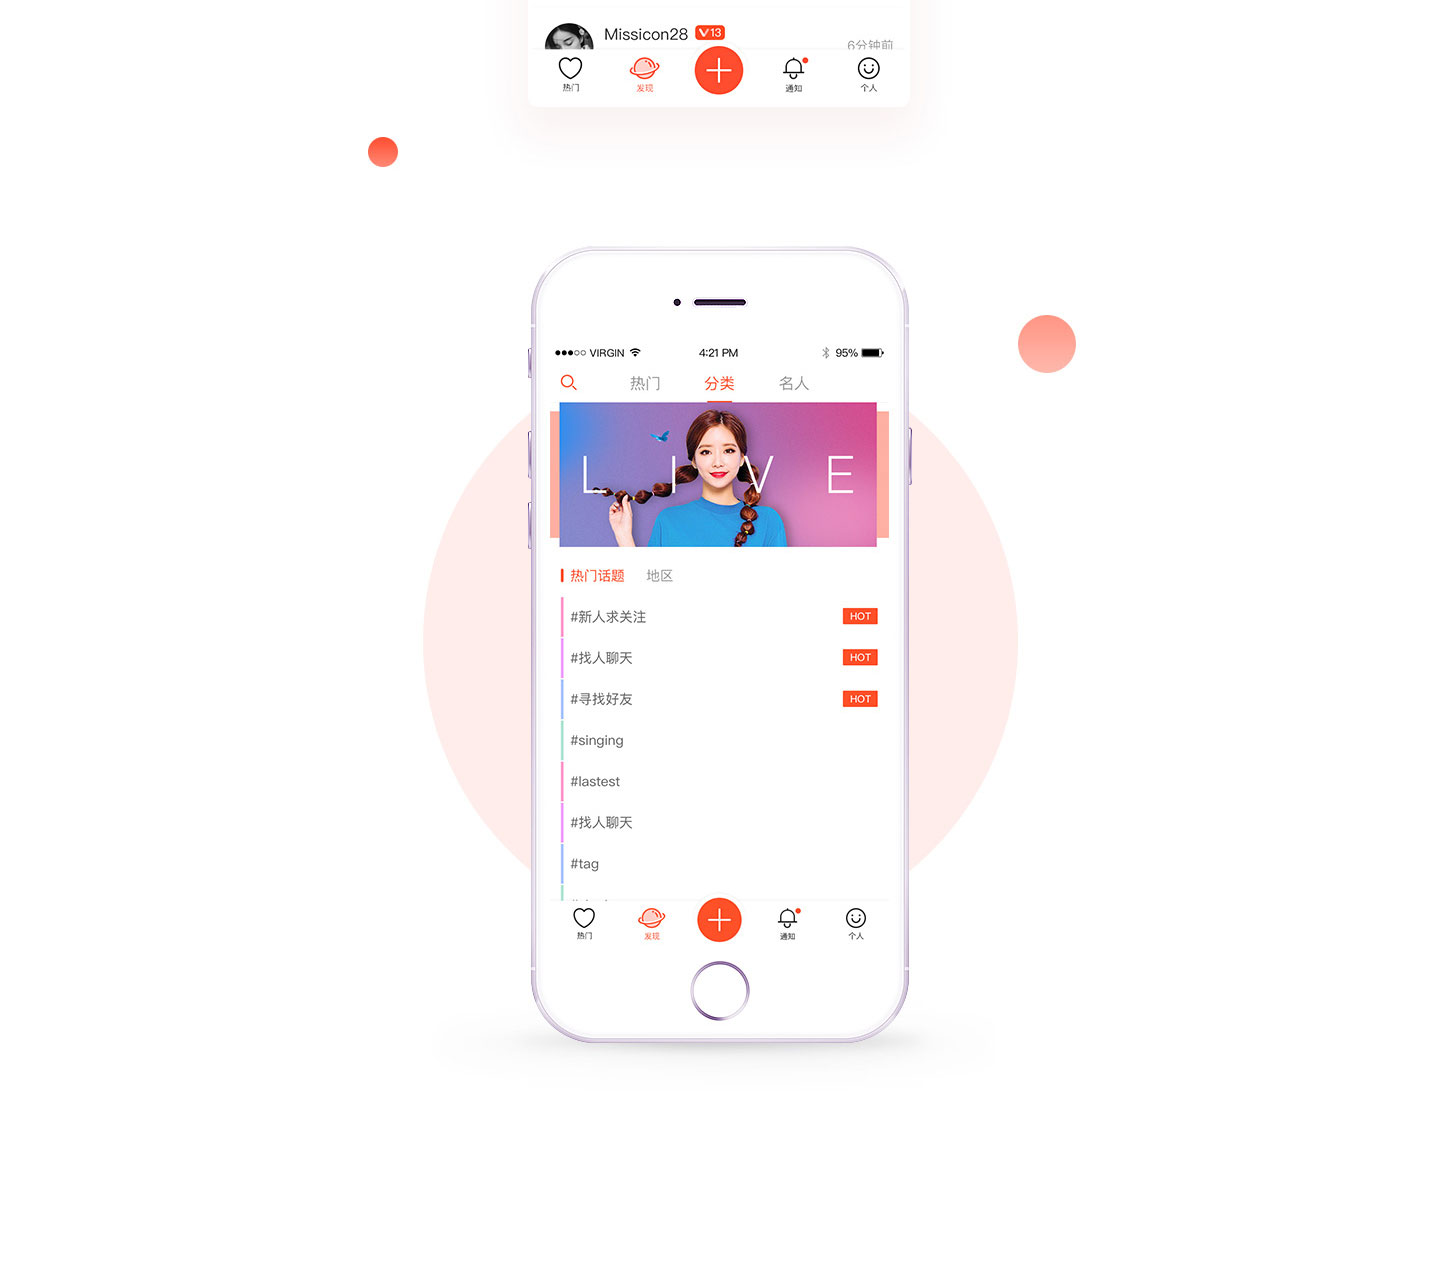 Missicon28 V13
6分钟前
热门 发现 通知 个人
VIRGIN 4:21 PM 95%
热门 分类 名人
LIVE
热门话题 地区
#新人求关注 HOT
#找人聊天 HOT
#寻找好友 HOT
#singing
#lastest
#找人聊天
#tag
热门 发现 通知 个人